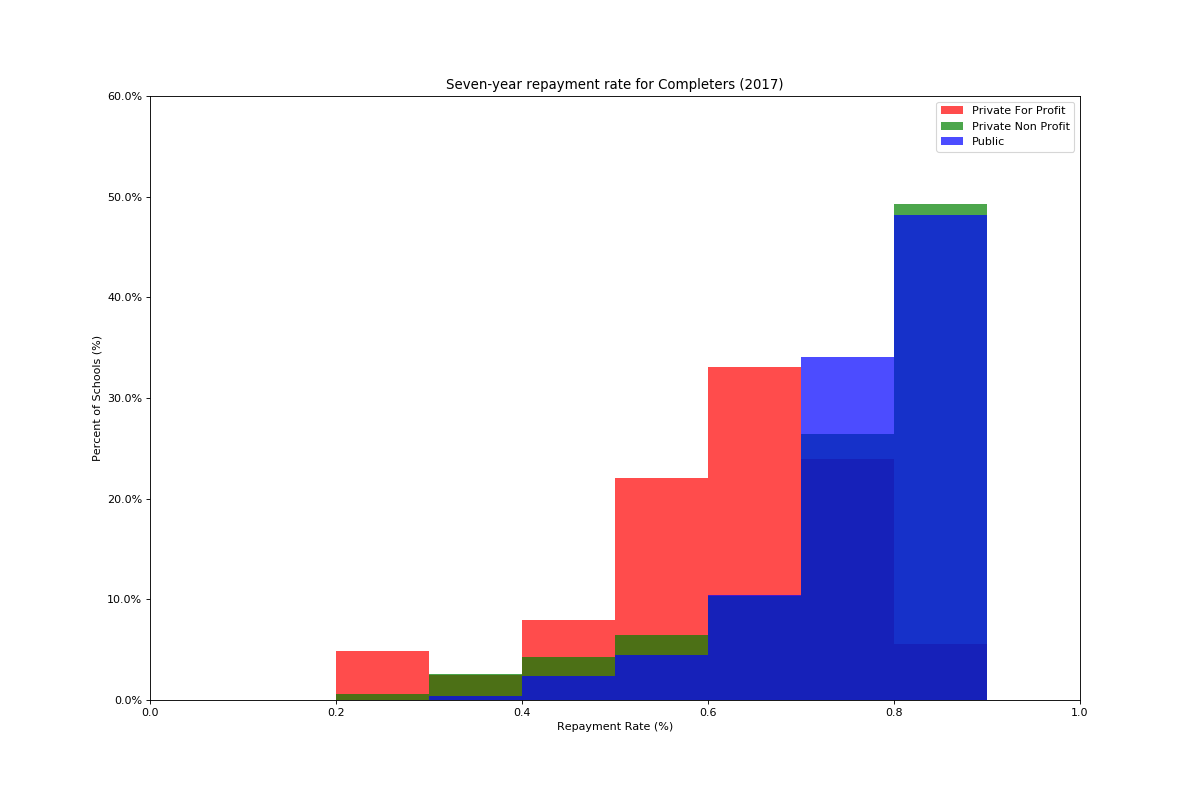 Seven-year repayment rate for Completers (2017)
60.0%
50.0%
40.0%
30.0%
20.0%
10.0%
0.0%
Percent of Schools (%)
Private For Profit
Private Non Profit
Public
0.0 0.2 0.4 0.6 0.8 1.0
Repayment Rate (%)